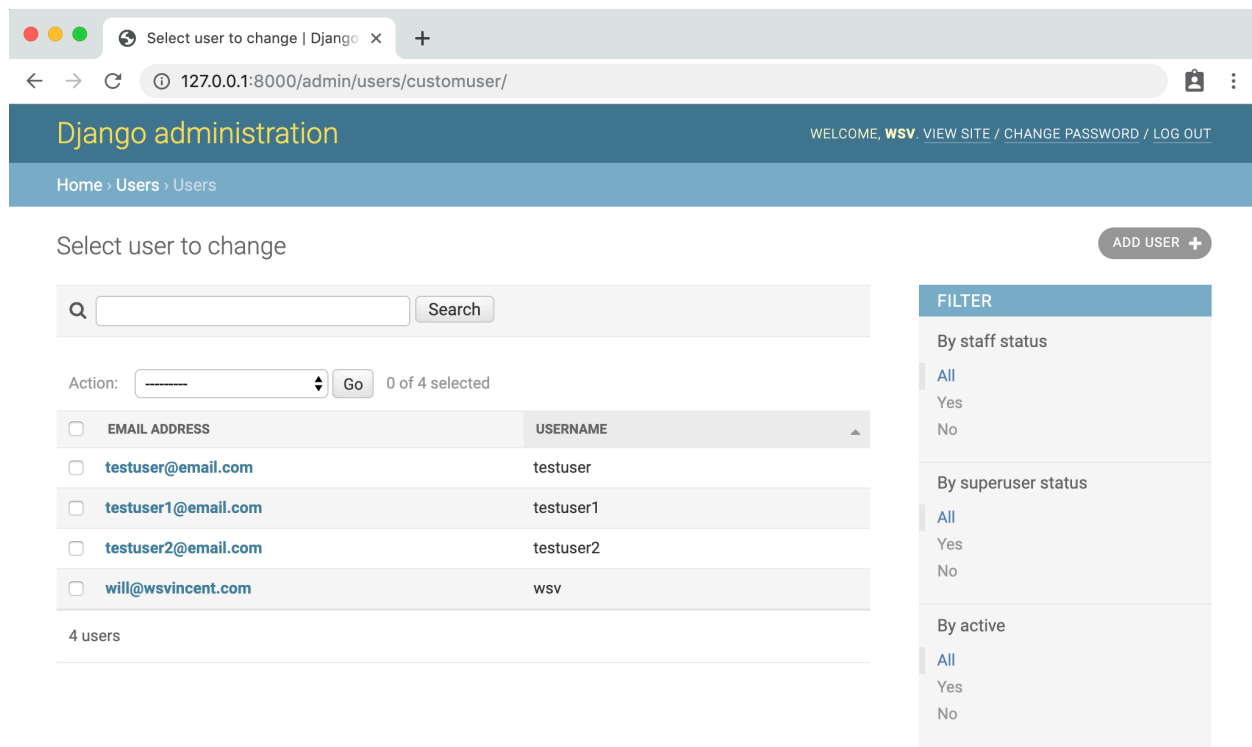 Select user to change | Django
127.0.0.1:8000/admin/users/customuser/
Django administration
WELCOME, WSV. VIEW SITE / CHANGE PASSWORD / LOG OUT
Home › Users › Users
Select user to change
ADD USER
Search
Action: --------- Go 0 of 4 selected
EMAIL ADDRESS USERNAME
testuser@email.com testuser
testuser1@email.com testuser1
testuser2@email.com testuser2
will@wsvincent.com wsv
4 users
FILTER
By staff status
All
Yes
No
By superuser status
All
Yes
No
By active
All
Yes
No